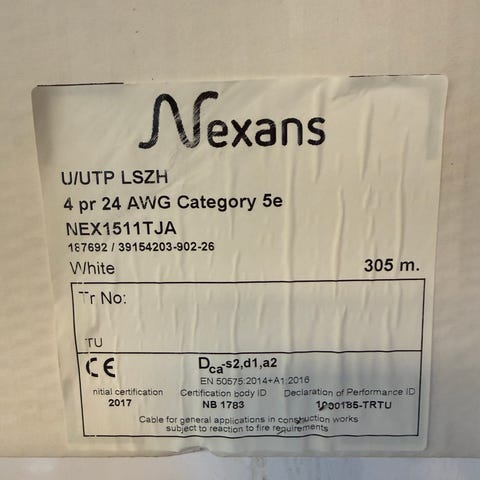 Nexans
U/UTP LSZH
4 pr 24 AWG Category 5e
NEX1511TJA
187692 / 39154203-902-26
White 305 m.
Tr No:
TU
CE Dca-s2,d1,a2
EN 50575:2014+A1:2016
nitial certification Certification body ID Declaration of Performance ID
2017 NB 1783 1000185-TRTU
Cable for general applications in construction works
subject to reaction to fire requirements